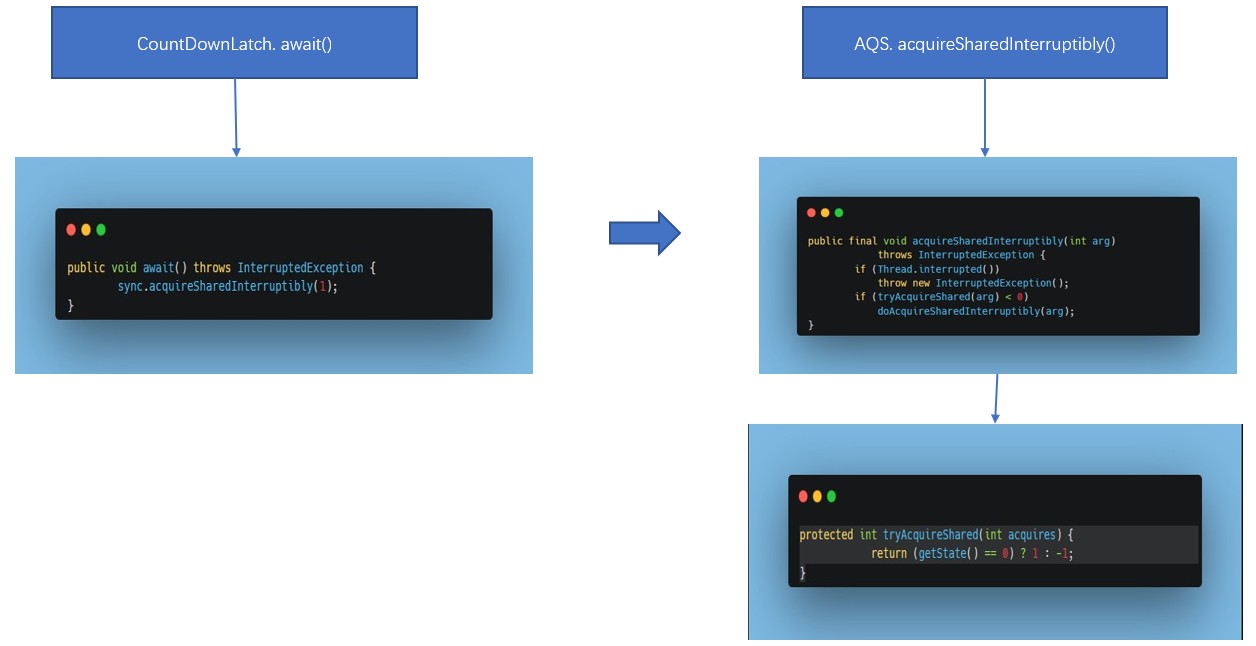 CountDownLatch. await()
public void await() throws InterruptedException {
sync.acquireSharedInterruptibly(1);
}
AQS. acquireSharedInterruptibly()
public final void acquireSharedInterruptibly(int arg)
throws InterruptedException {
if (Thread.interrupted())
throw new InterruptedException();
if (tryAcquireShared(arg) < 0)
doAcquireSharedInterruptibly(arg);
}
protected int tryAcquireShared(int acquires) {
return (getState() == 0) ? 1 : -1;
}